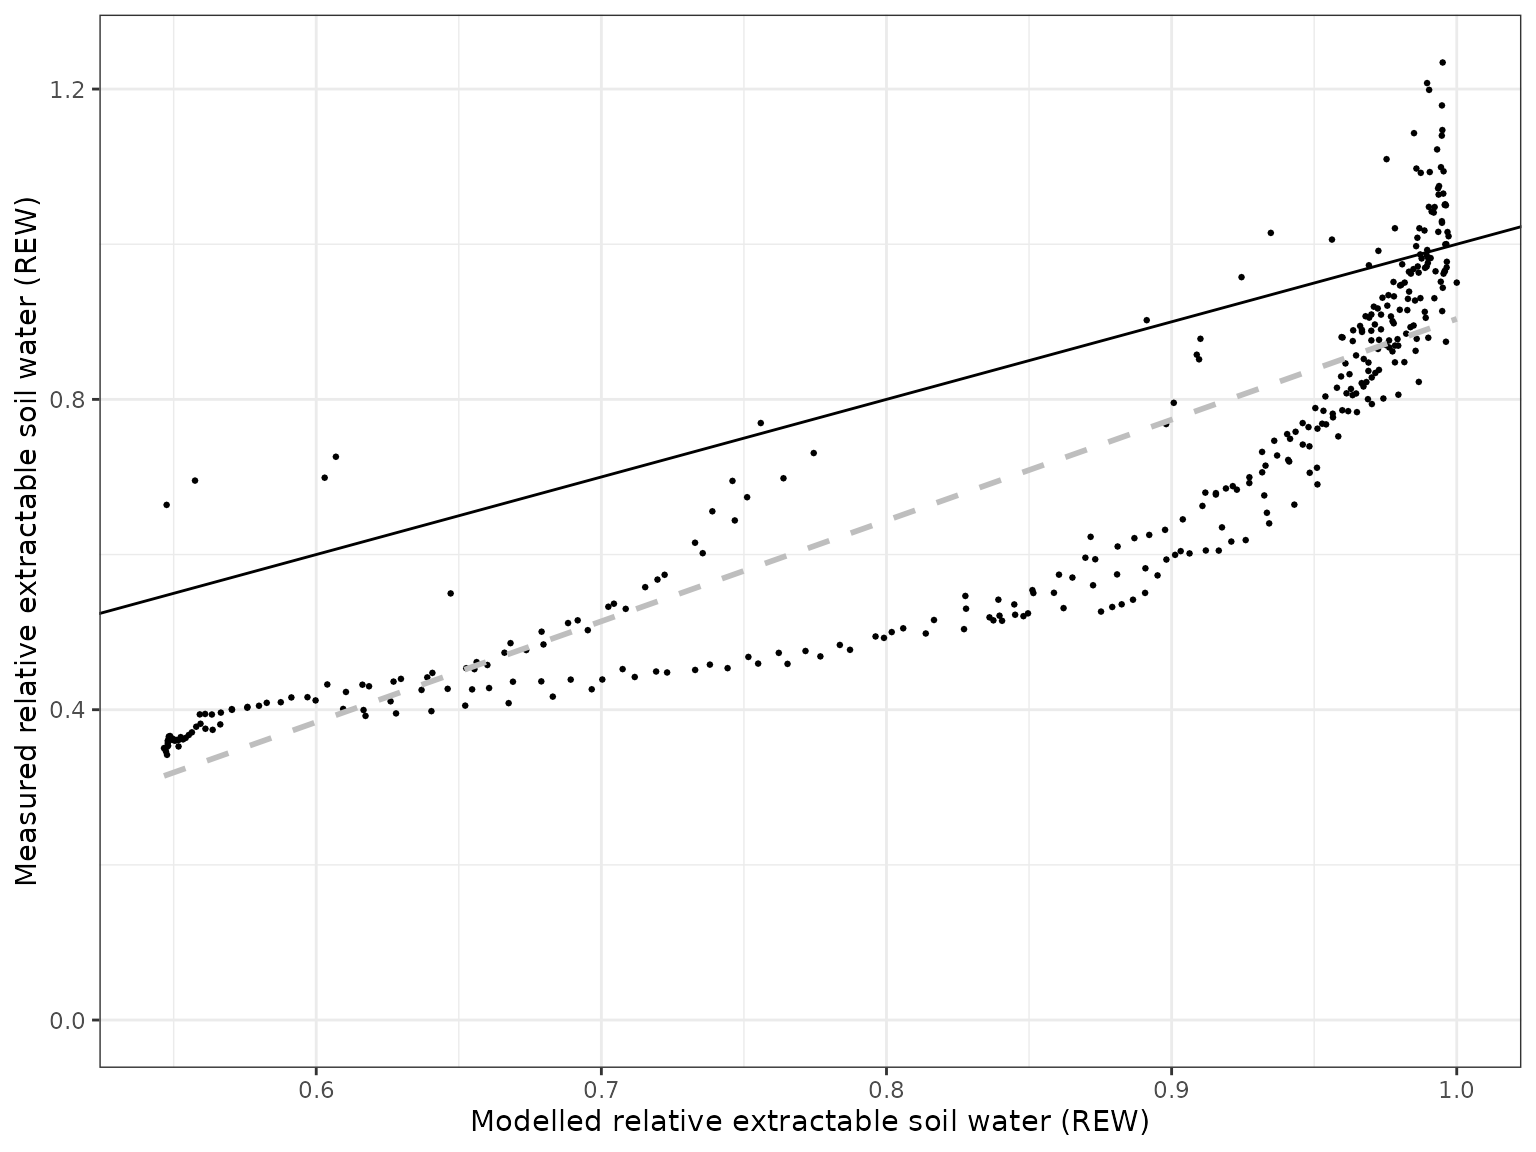 Measured relative extractable soil water (REW)
1.2
0.8
0.4
0.0
0.6 0.7 0.8 0.9 1.0
Modelled relative extractable soil water (REW)